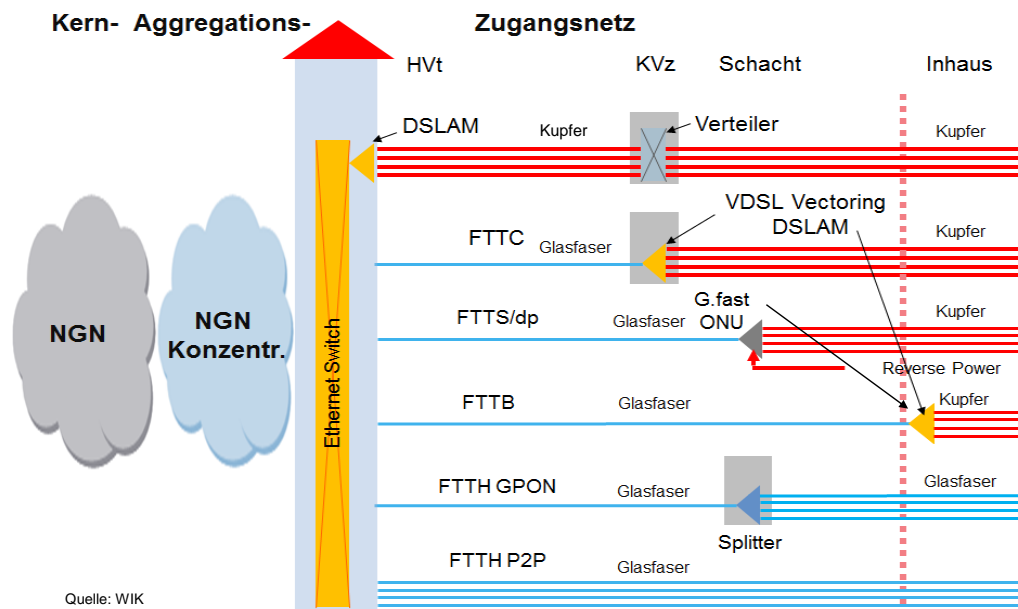 Kern- Aggregations- Zugangsnetz
HVt KVz Schacht Inhaus
DSLAM Kupfer Verteiler Kupfer
VDSL Vectoring
DSLAM
FTTC Glasfaser Kupfer
G.fast
ONU
FTTS/dp Glasfaser Kupfer
Reverse Power
NGN
NGN
Konzentr.
Ethernet Switch
FTTB Glasfaser Kupfer
FTTH GPON Glasfaser Glasfaser
Splitter
FTTH P2P Glasfaser
Quelle: WIK